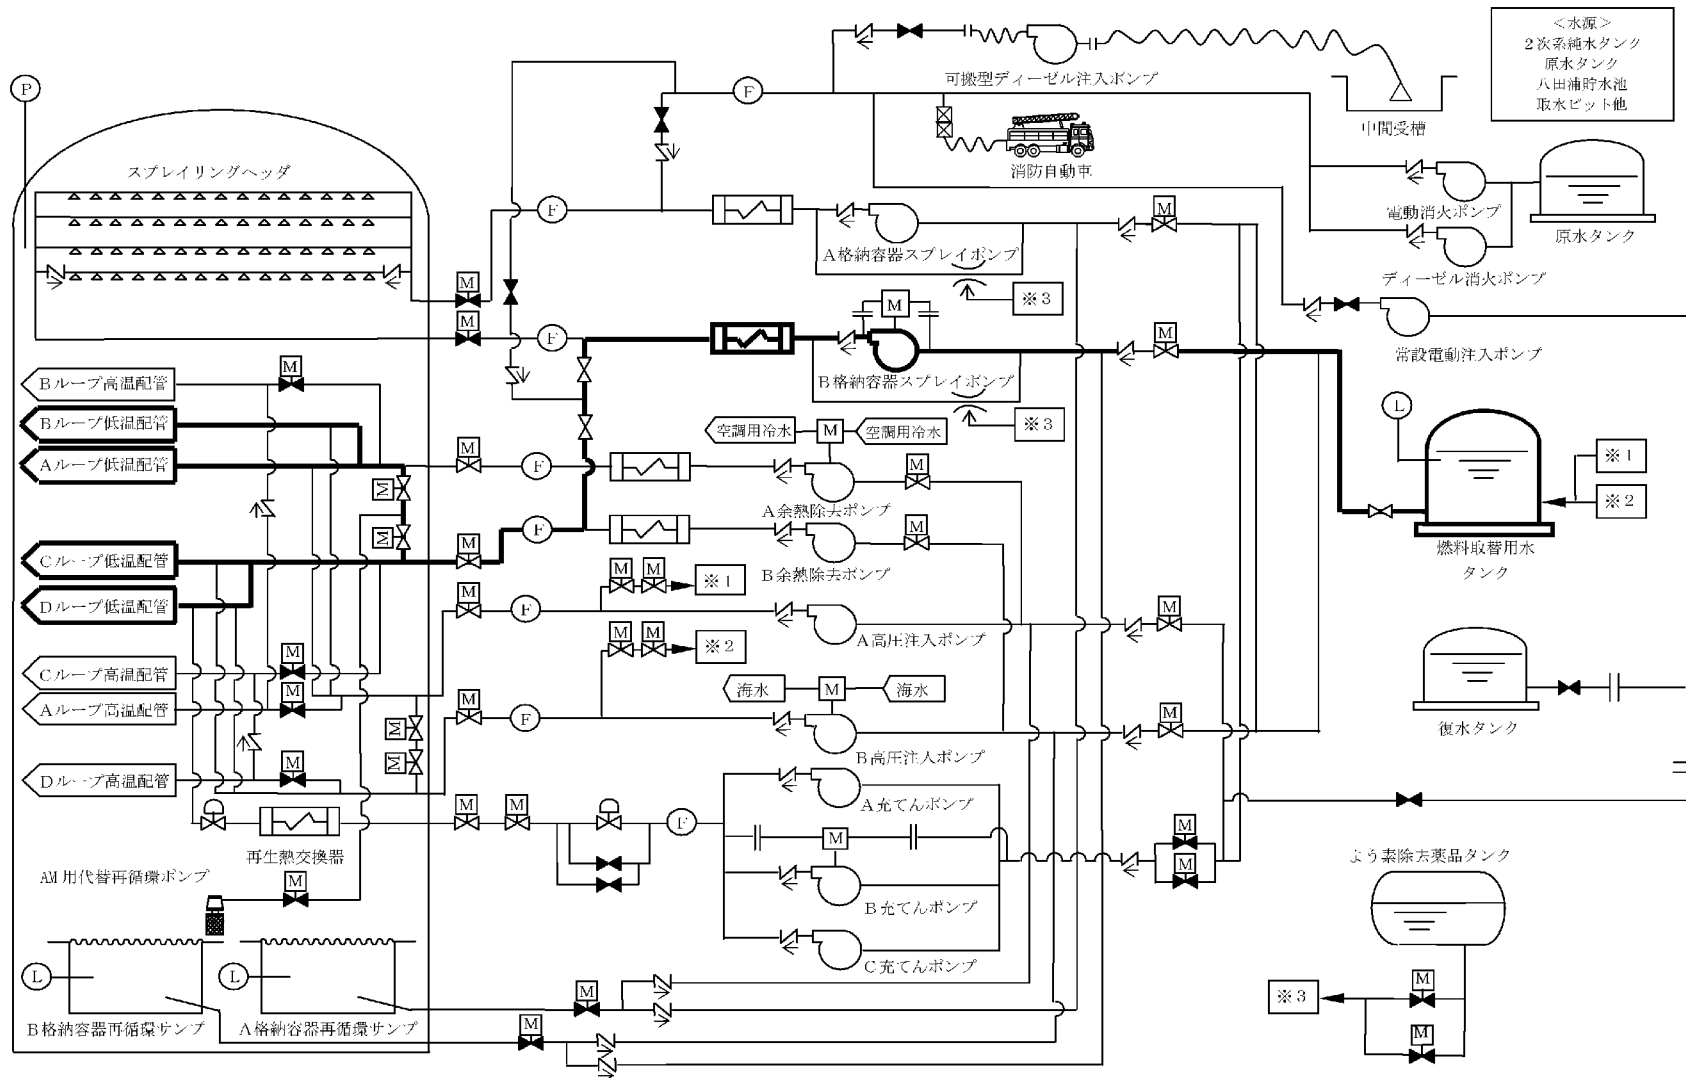 ＜水源＞
2次系純水タンク
原水タンク
八田浦貯水池
取水ピット他
P
可搬型ディーゼル注入ポンプ
中間受槽
F
消防自動車
スプレイリングヘッダ
電動消火ポンプ
原水タンク
ディーゼル消火ポンプ
F
M
A格納容器スプレイポンプ
M
※3
M
M
F
M
常設電動注入ポンプ
B格納容器スプレイポンプ
※3
M
Bループ高温配管
Bループ低温配管
Aループ低温配管
L
空調用冷水
M
空調用冷水
M
F
M
M
A余熱除去ポンプ
※1
※2
燃料取替用水
タンク
M
M
F
M
B余熱除去ポンプ
Cループ低温配管
Dループ低温配管
M
M
※1
M
F
A高圧注入ポンプ
M
M
M
※2
Cループ高温配管
M
Aループ高温配管
M
海水
M
海水
M
F
M
B高圧注入ポンプ
復水タンク
M
M
Dループ高温配管
M
A充てんポンプ
M
M
F
再生熱交換器
M
M
M
よう素除去薬品タンク
AM用代替再循環ポンプ
M
B充てんポンプ
C充てんポンプ
L
L
M
B格納容器再循環サンプ
A格納容器再循環サンプ
M
M
※3
M